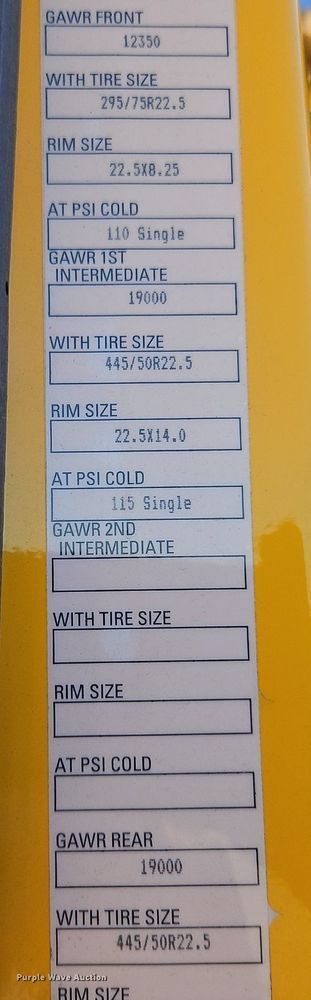 GAWR FRONT
12350
WITH TIRE SIZE
295/75R22.5
RIM SIZE
22.5X8.25
AT PSI COLD
110 Single
GAWR 1ST
INTERMEDIATE
19000
WITH TIRE SIZE
445/50R22.5
RIM SIZE
22.5X14.0
AT PSI COLD
115 Single
GAWR 2ND
INTERMEDIATE
WITH TIRE SIZE
RIM SIZE
AT PSI COLD
GAWR REAR
19000
WITH TIRE SIZE
445/50R22.5
RIM SIZE
Purple Wave Auction